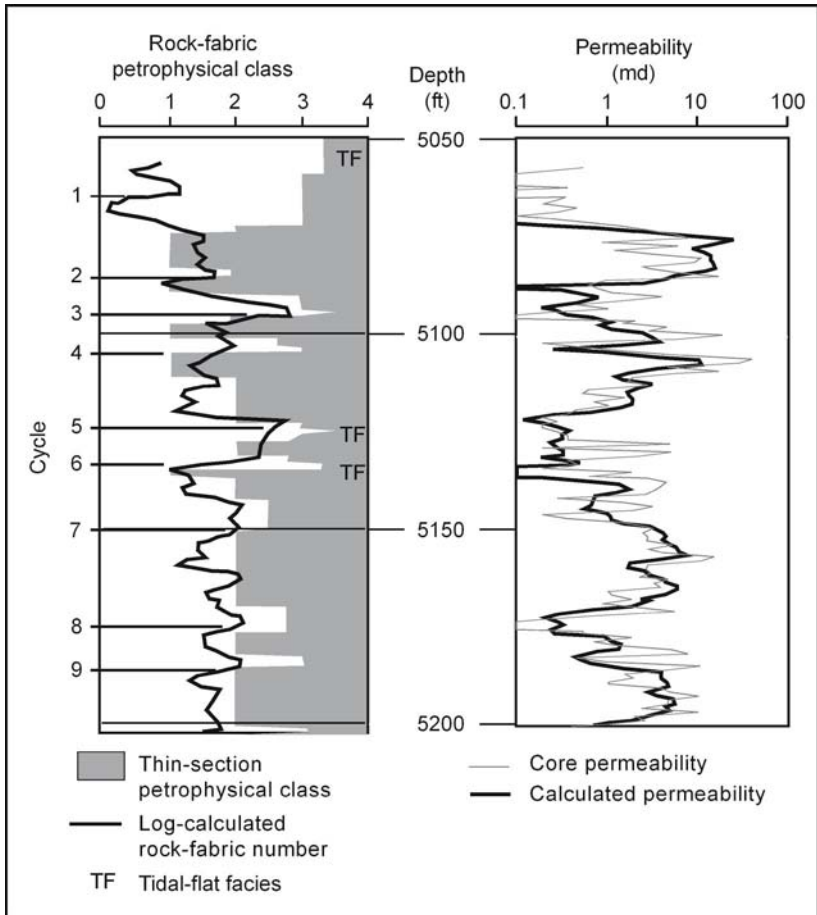 Rock-fabric
petrophysical class
0 1 2 3 4
Depth
(ft)
Permeability
(md)
0.1 1 10 100
Cycle
1
2
3
4
5
6
7
8
9
TF
TF
TF
5050
5100
5150
5200
Thin-section
petrophysical class
Log-calculated
rock-fabric number
TF Tidal-flat facies
Core permeability
Calculated permeability